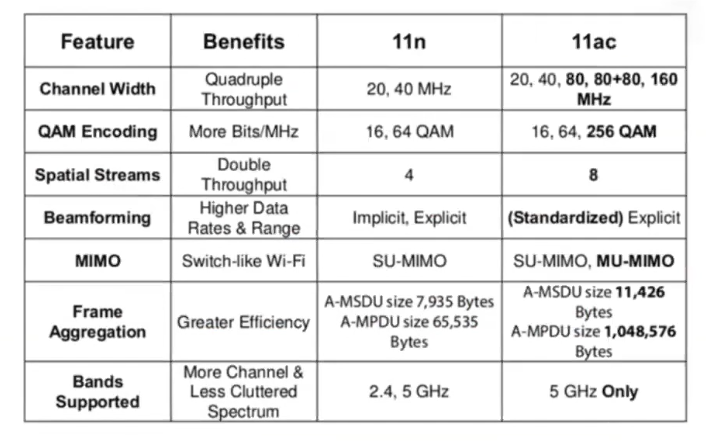 Feature Benefits 11n 11ac
Channel Width
Quadruple
Throughput
20, 40 MHz
20, 40, 80, 80+80, 160
MHz
QAM Encoding More Bits/MHz 16, 64 QAM 16, 64, 256 QAM
Spatial Streams
Double
Throughput
4
8
Beamforming
Higher Data
Rates & Range
Implicit, Explicit
(Standardized) Explicit
MIMO Switch-like Wi-Fi SU-MIMO SU-MIMO, MU-MIMO
Frame
Aggregation
Greater Efficiency
A-MSDU size 7,935 Bytes
A-MPDU size 65,535
Bytes
A-MSDU size 11,426
Bytes
A-MPDU size 1,048,576
Bytes
Bands
Supported
More Channel &
Less Cluttered
Spectrum
2.4, 5 GHz
5 GHz Only